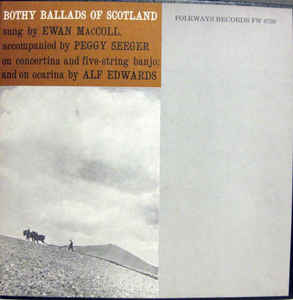 BOTHY BALLADS OF SCOTLAND
sung by EWAN MacCOLL,
accompanied by PEGGY SEEGER
on concertina and five-string banjo;
and on ocarina by ALF EDWARDS
FOLKWAYS RECORDS FW 8759